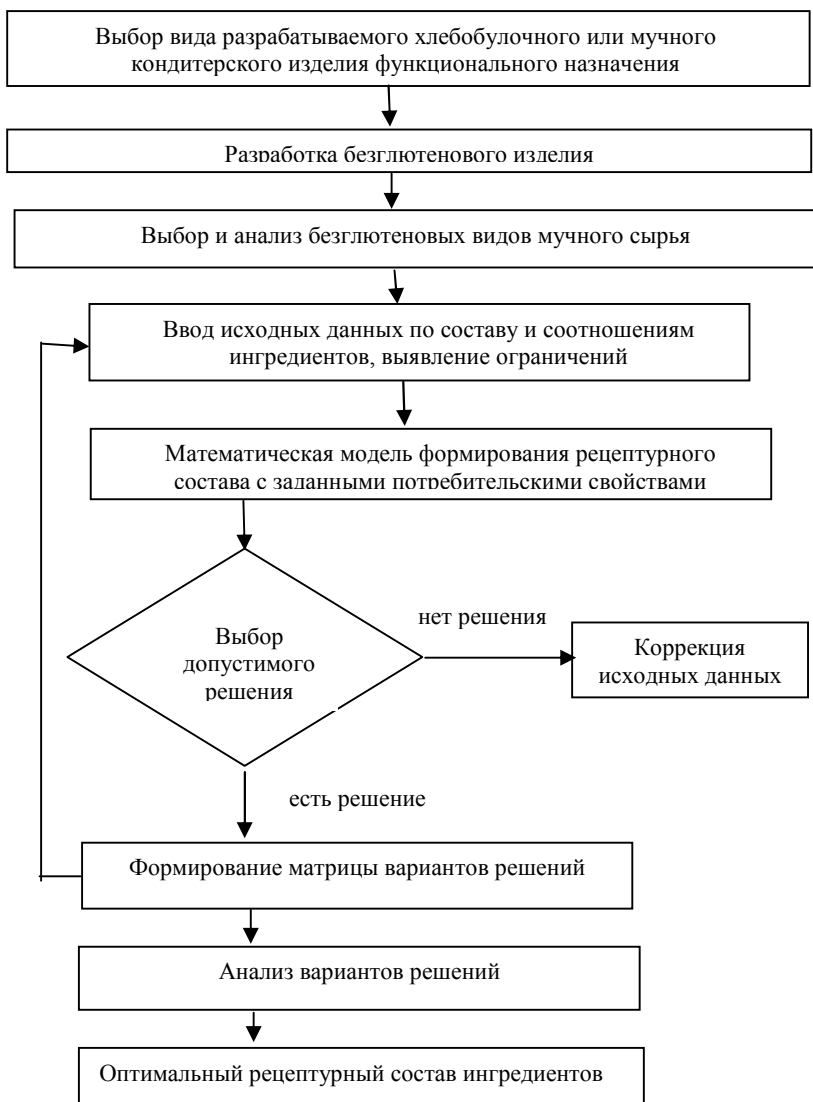 Выбор вида разрабатываемого хлебобулочного или мучного
кондитерского изделия функционального назначения
Разработка безглютенового изделия
Выбор и анализ безглютеновых видов мучного сырья
Ввод исходных данных по составу и соотношениям
ингредиентов, выявление ограничений
Математическая модель формирования рецептурного
состава с заданными потребительскими свойствами
Выбор
допустимого
решения
нет решения
Коррекция
исходных данных
есть решение
Формирование матрицы вариантов решений
Анализ вариантов решений
Оптимальный рецептурный состав ингредиентов